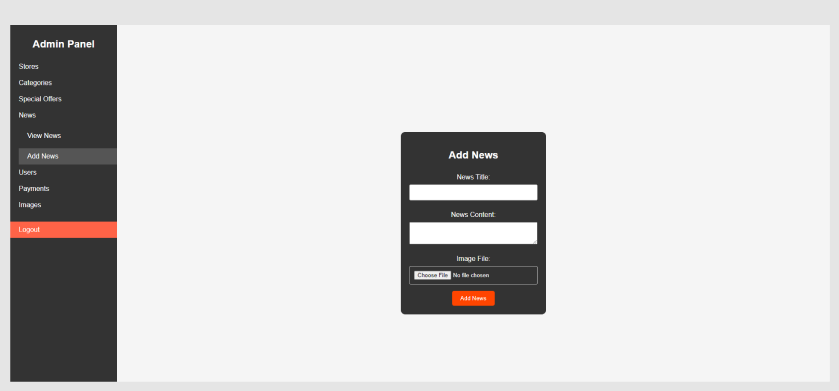 Admin Panel
Stores
Categories
Special Offers
News
View News
Add News
Users
Payments
Images
Logout
Add News
News Title:
News Content:
Image File:
Choose File No file chosen
Add News